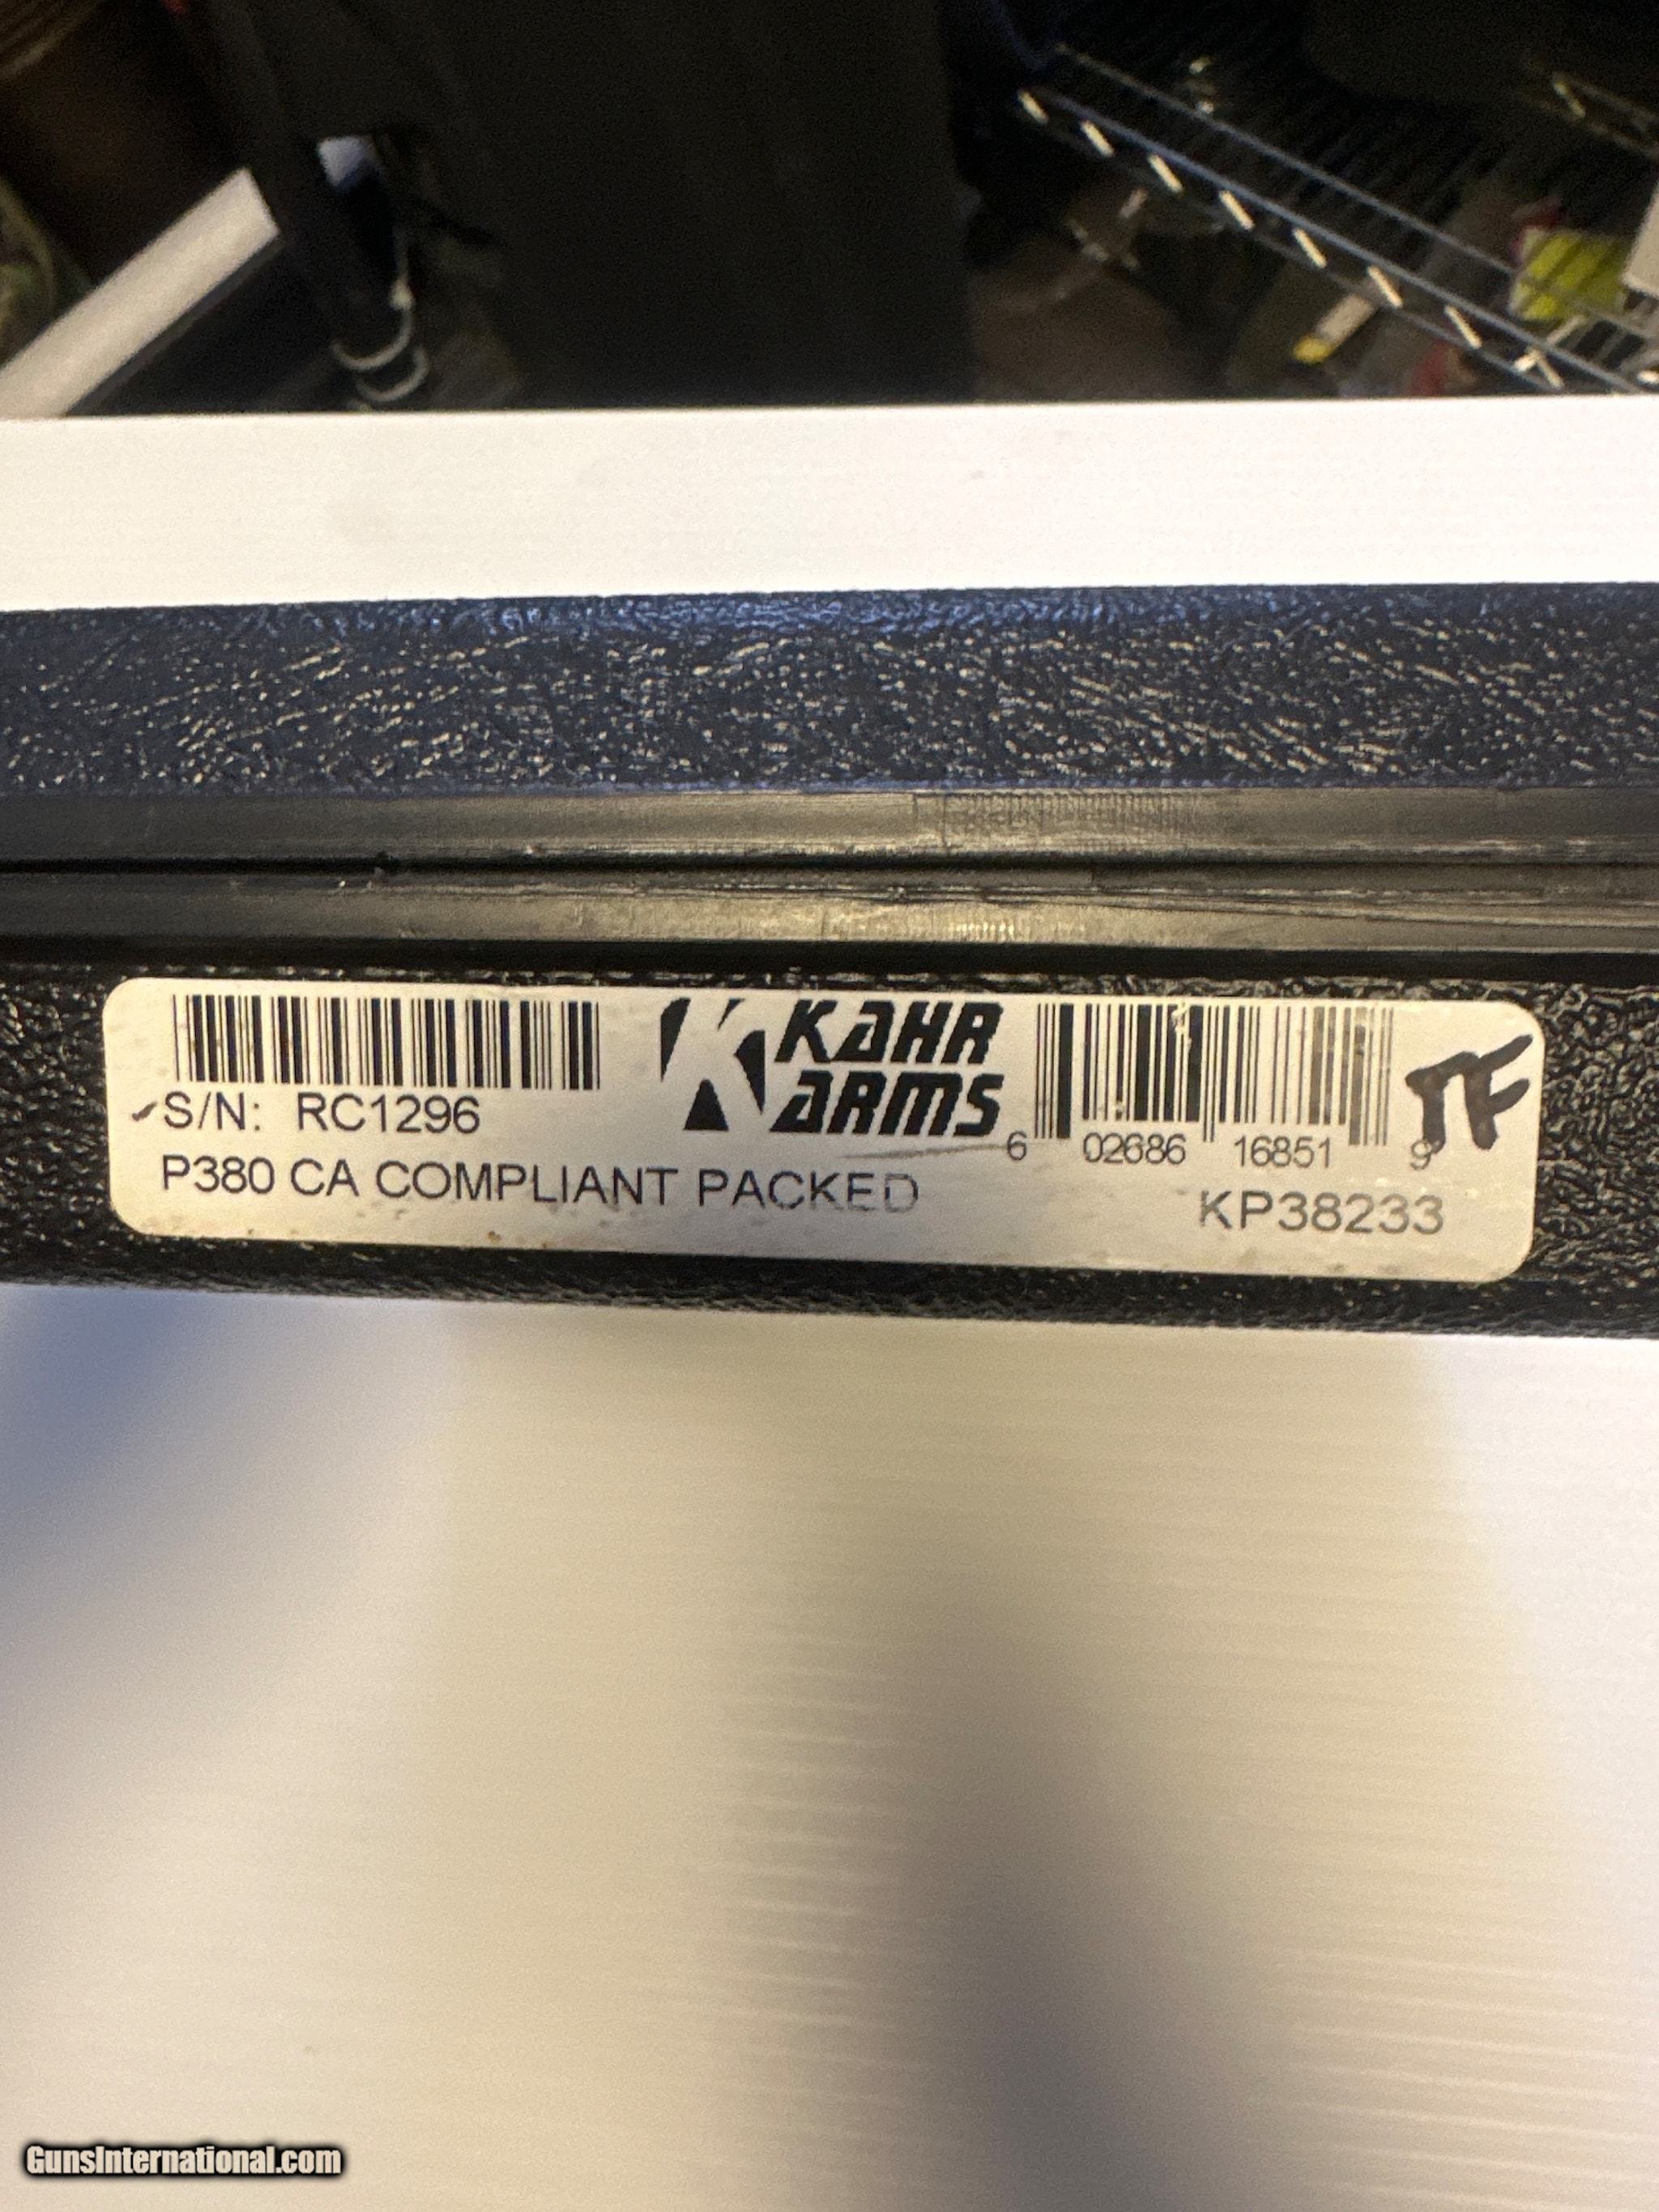 KAHR
ARMS
S/N: RC1296
6 02686 16851 9
TF
P380 CA COMPLIANT PACKED
KP38233
GunsInternational.com